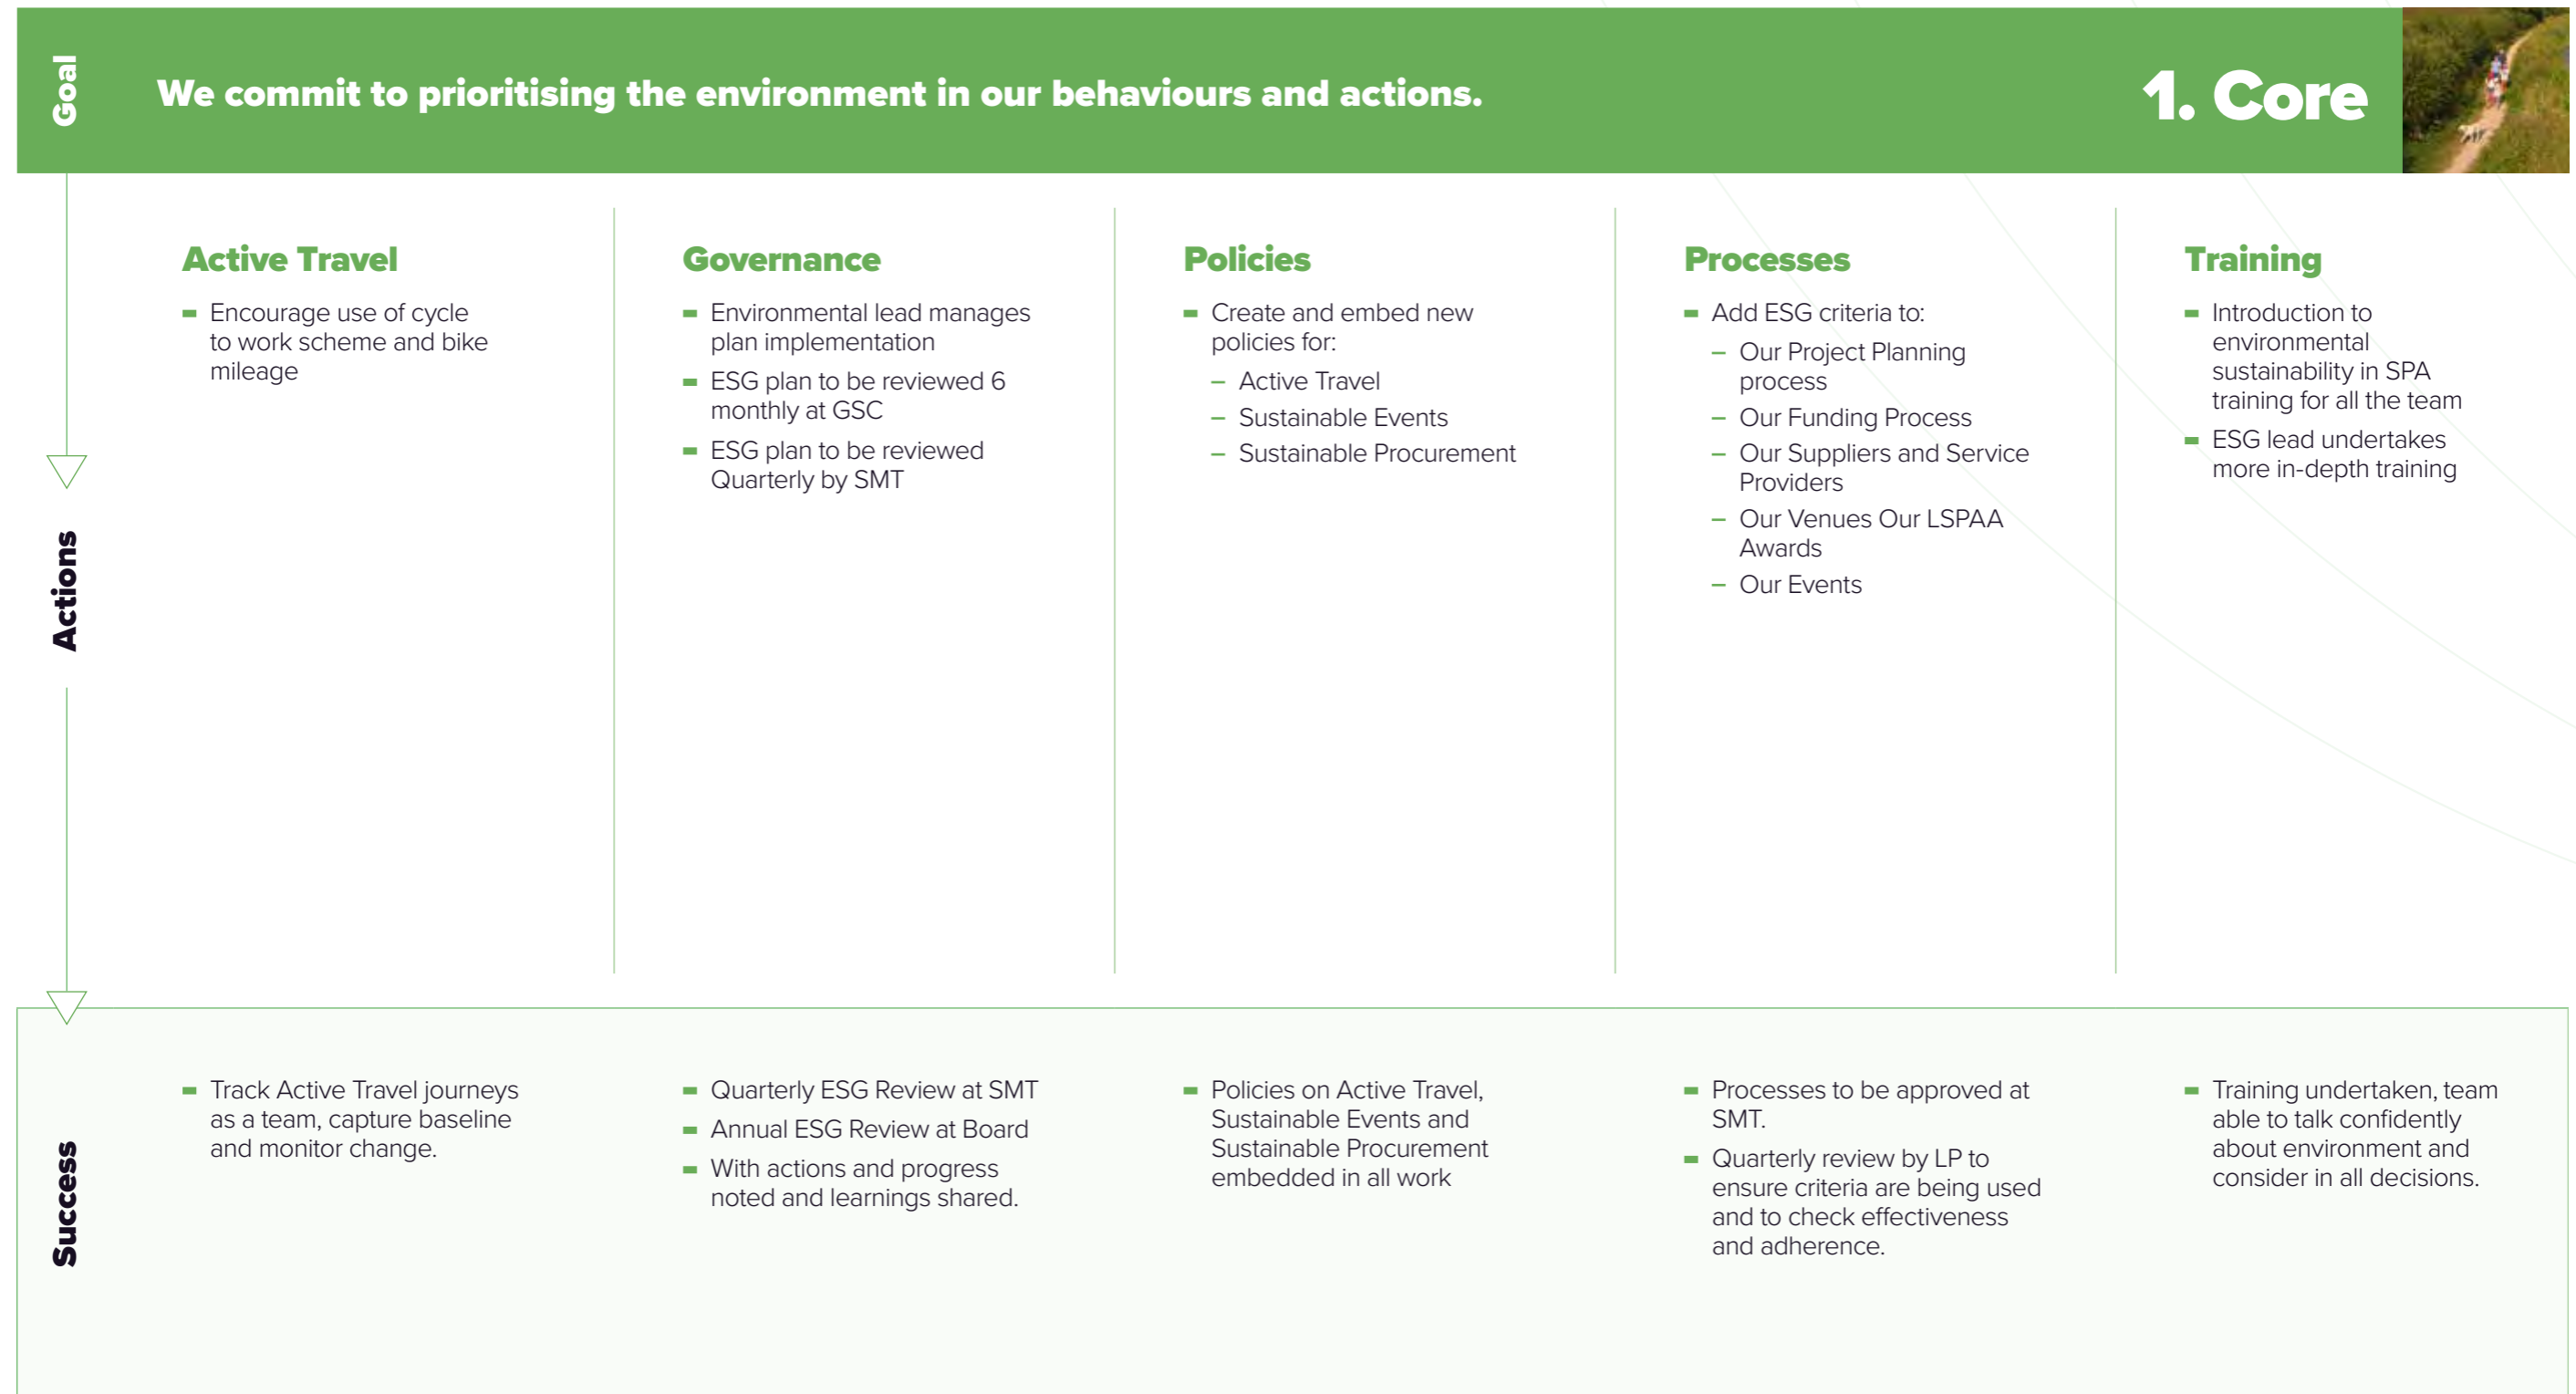 Goal
We commit to prioritising the environment in our behaviours and actions.
1. Core
Actions
Active Travel
Encourage use of cycle
to work scheme and bike
mileage
Governance
Environmental lead manages
plan implementation
ESG plan to be reviewed 6
monthly at GSC
ESG plan to be reviewed
Quarterly by SMT
Policies
Create and embed new
policies for:
– Active Travel
– Sustainable Events
– Sustainable Procurement
Processes
Add ESG criteria to:
– Our Project Planning
process
– Our Funding Process
– Our Suppliers and Service
Providers
– Our Venues Our LSPAA
Awards
– Our Events
Training
Introduction to
environmental
sustainability in SPA
training for all the team
ESG lead undertakes
more in-depth training
Success
Track Active Travel journeys
as a team, capture baseline
and monitor change.
Quarterly ESG Review at SMT
Annual ESG Review at Board
With actions and progress
noted and learnings shared.
Policies on Active Travel,
Sustainable Events and
Sustainable Procurement
embedded in all work
Processes to be approved at
SMT.
Quarterly review by LP to
ensure criteria are being used
and to check effectiveness
and adherence.
Training undertaken, team
able to talk confidently
about environment and
consider in all decisions.